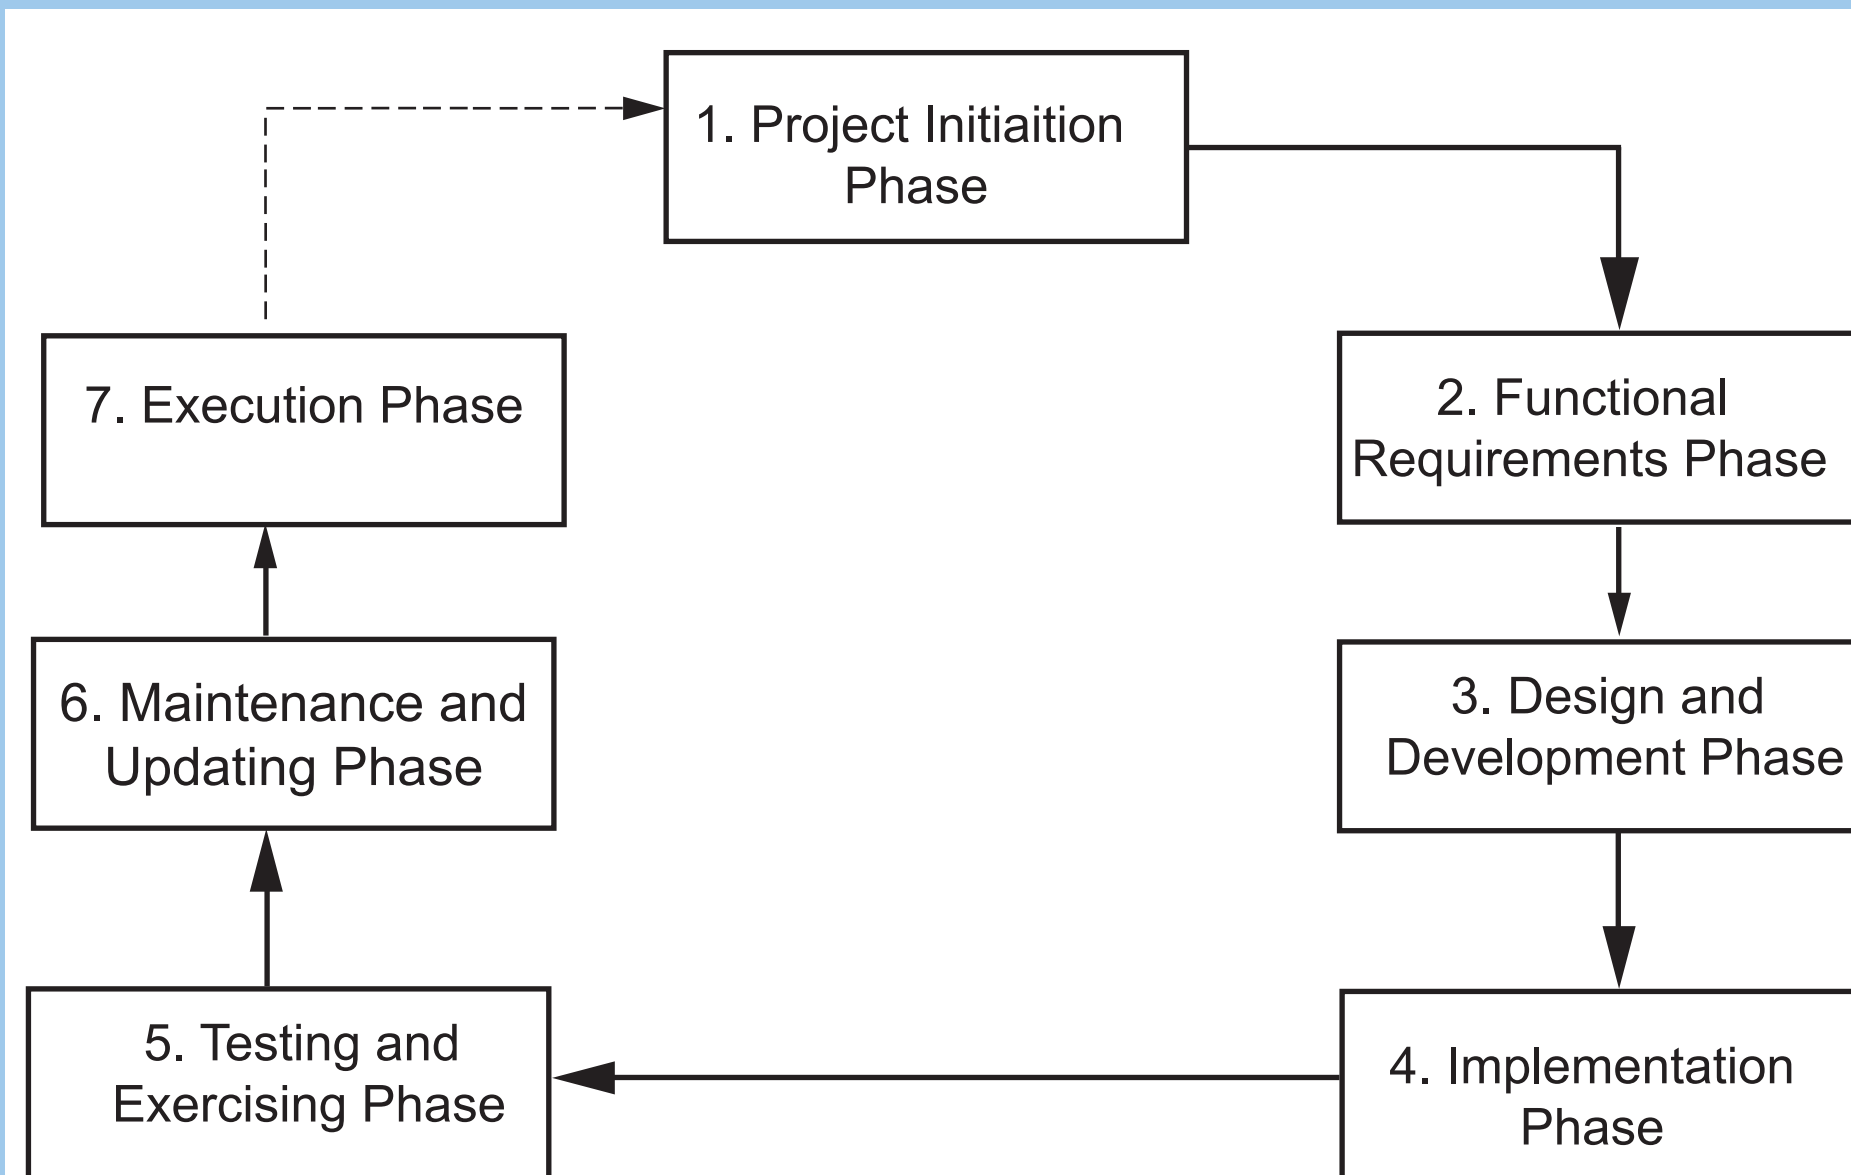 1. Project Initiaition
Phase
2. Functional
Requirements Phase
3. Design and
Development Phase
4. Implementation
Phase
5. Testing and
Exercising Phase
6. Maintenance and
Updating Phase
7. Execution Phase